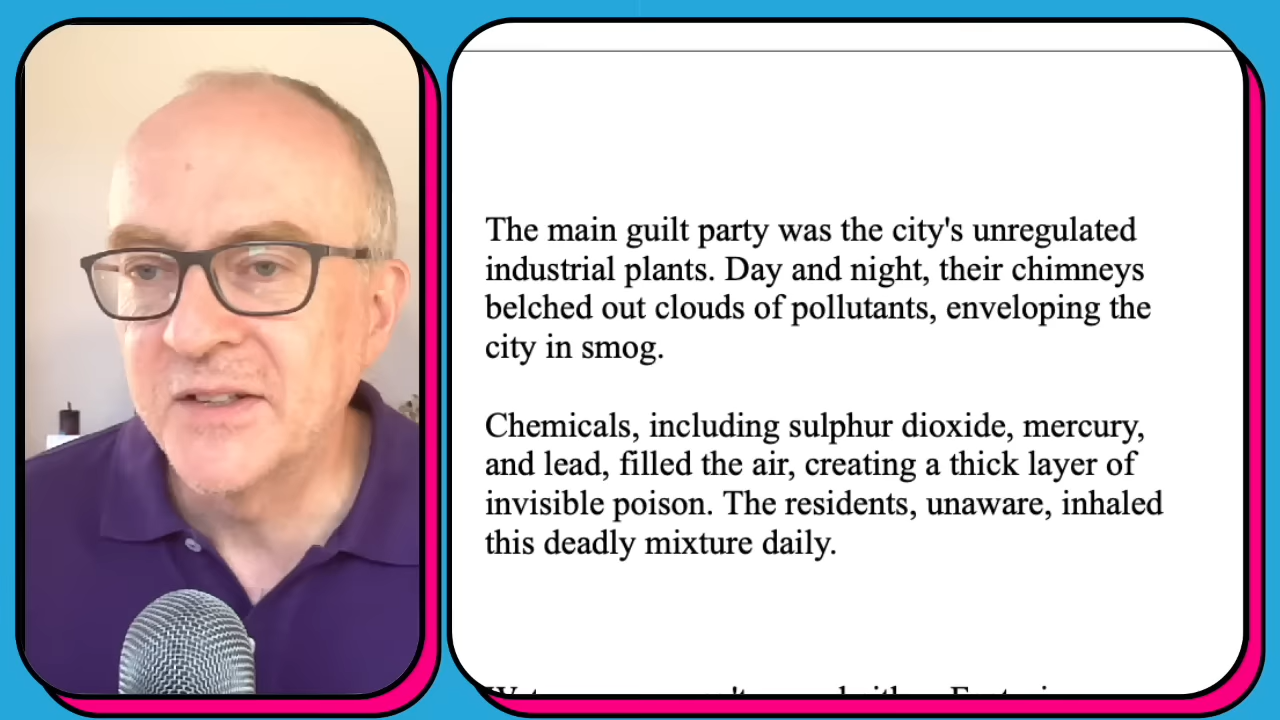 The main guilt party was the city's unregulated
industrial plants. Day and night, their chimneys
belched out clouds of pollutants, enveloping the
city in smog.
Chemicals, including sulphur dioxide, mercury,
and lead, filled the air, creating a thick layer of
invisible poison. The residents, unaware, inhaled
this deadly mixture daily.